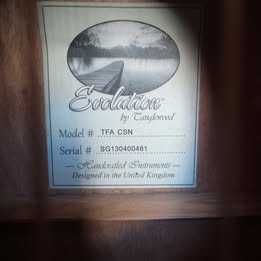 Evolution
by Tanglewood
Model # TFA CSN
Serial # SG130400461
— Handcrafted Instruments —
Designed in the United Kingdom